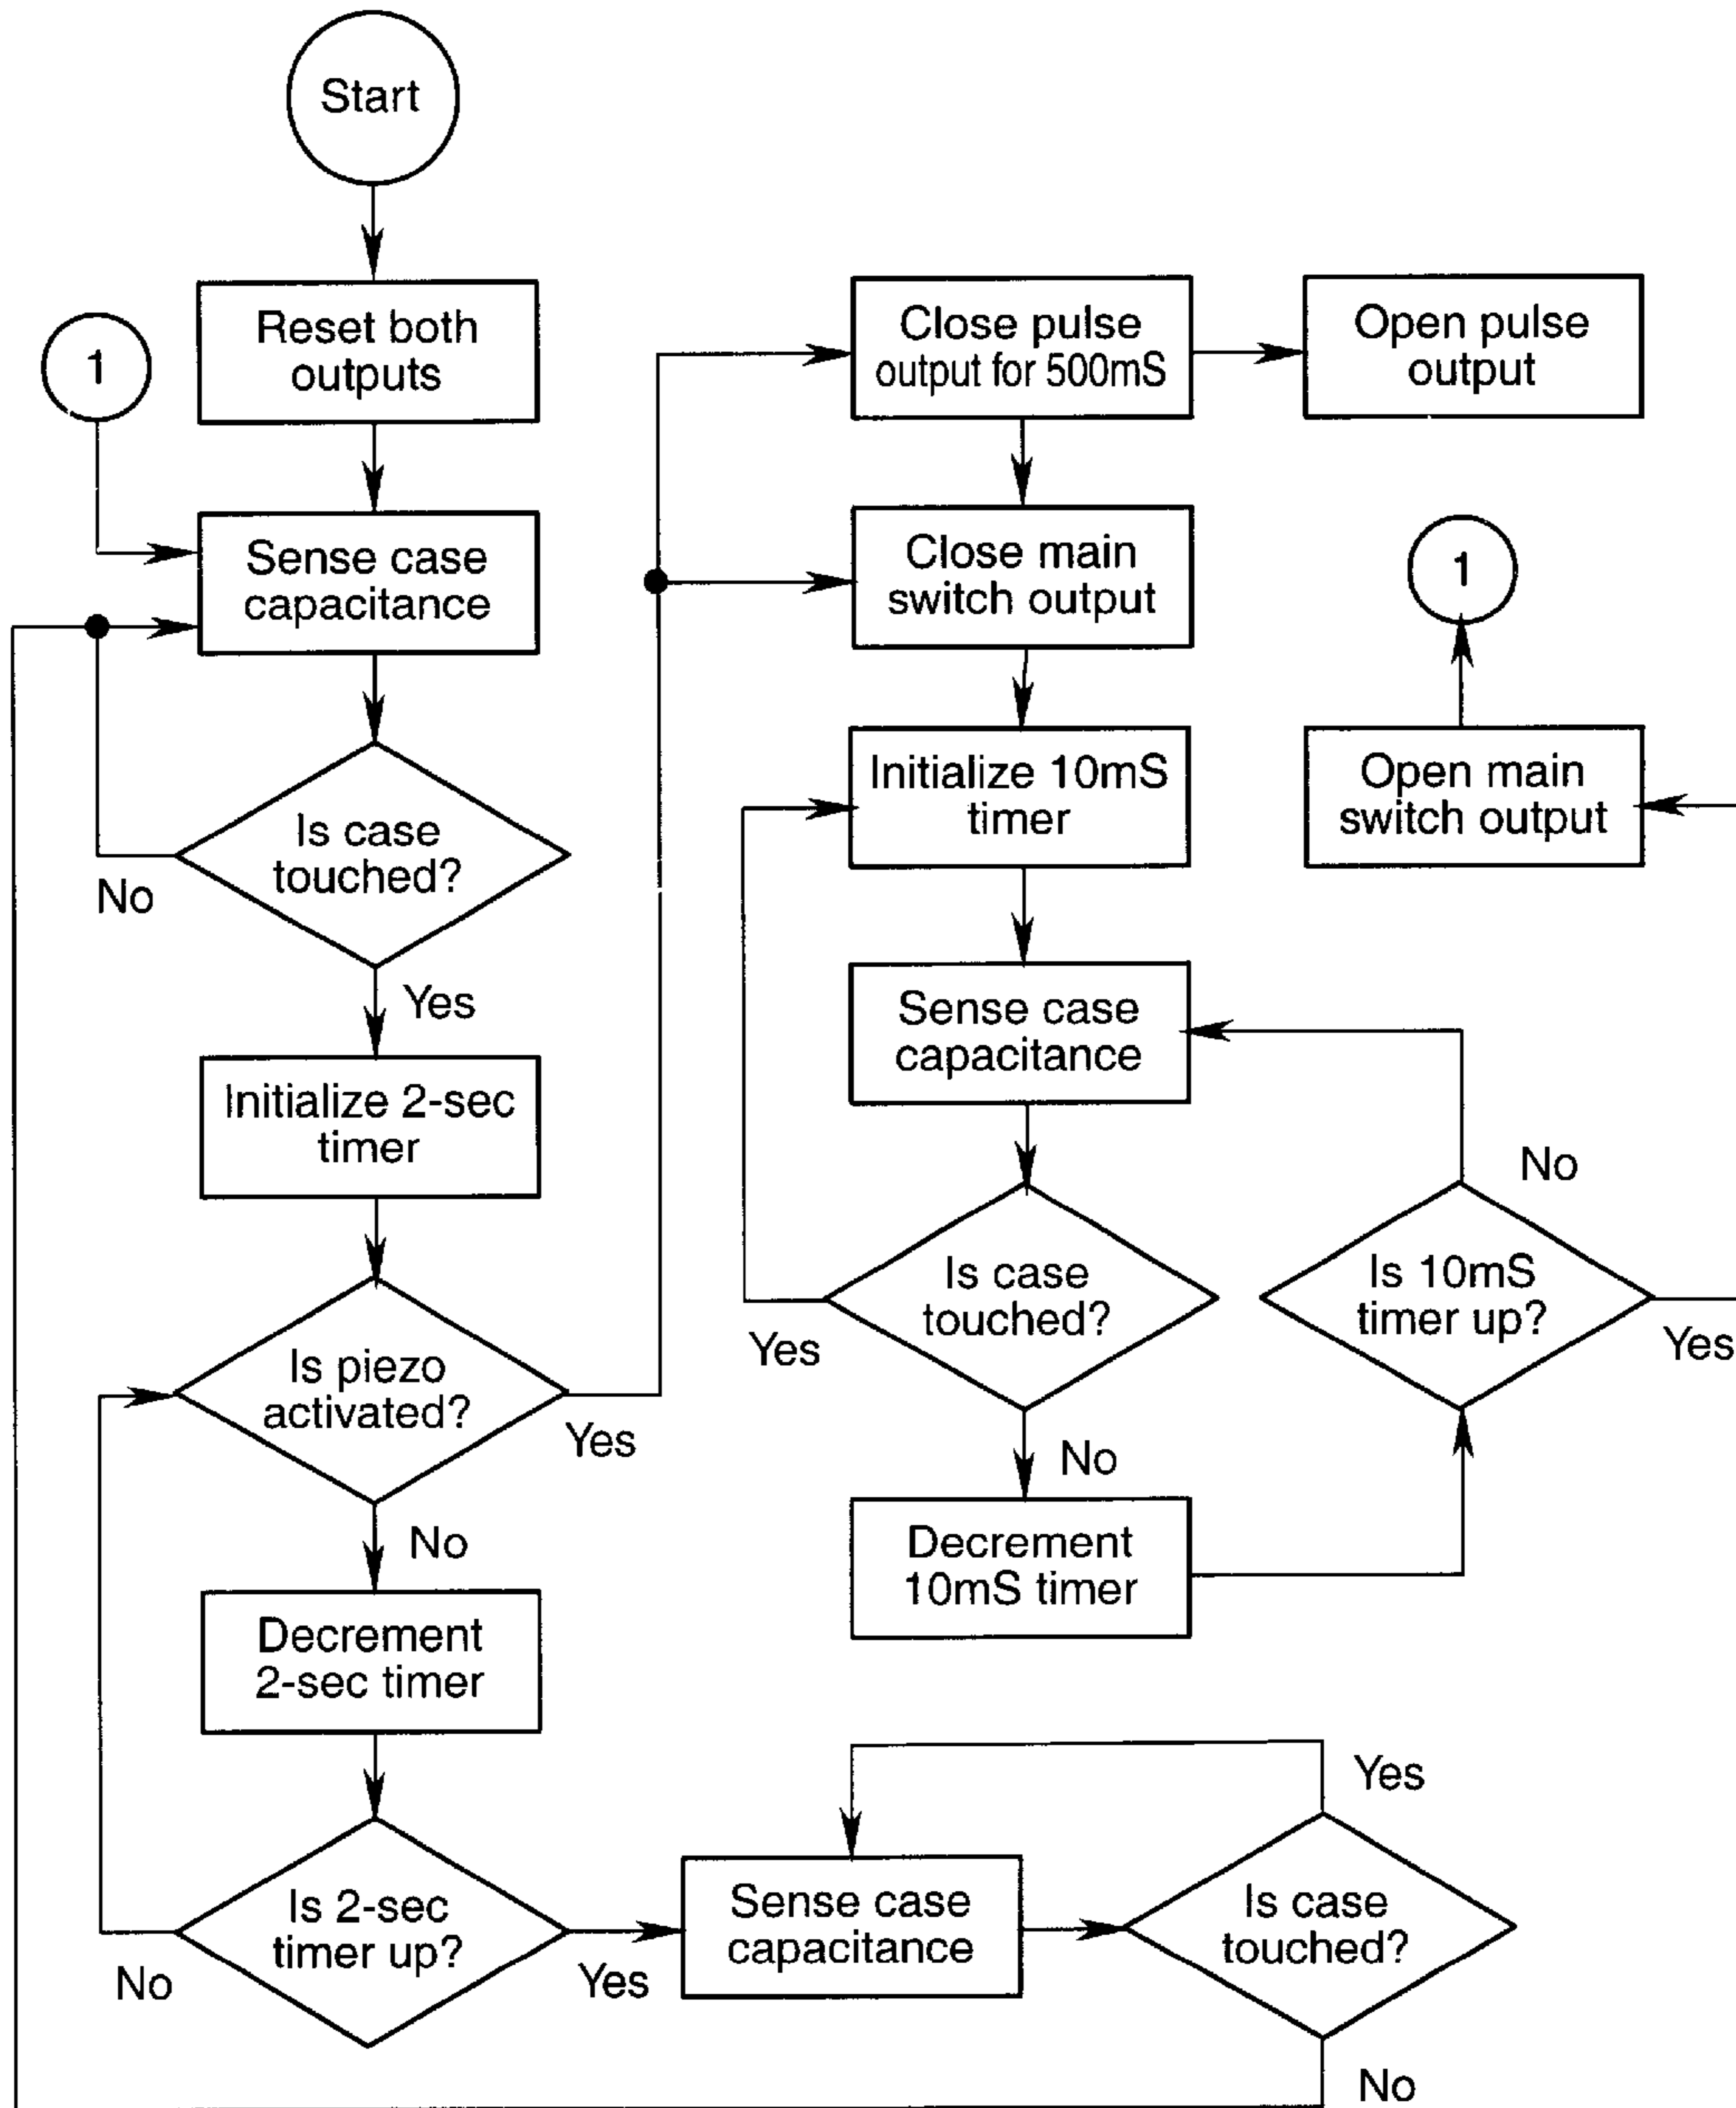 Start
Reset both
outputs
1
Sense case
capacitance
Is case
touched?
No
Yes
Initialize 2-sec
timer
Is piezo
activated?
Yes
No
Decrement
2-sec timer
Is 2-sec
timer up?
No
Yes
Sense case
capacitance
Is case
touched?
Yes
No
Close pulse
output for 500mS
Open pulse
output
Close main
switch output
1
Initialize 10mS
timer
Open main
switch output
Sense case
capacitance
Is case
touched?
Yes
No
Decrement
10mS timer
Is 10mS
timer up?
No
Yes